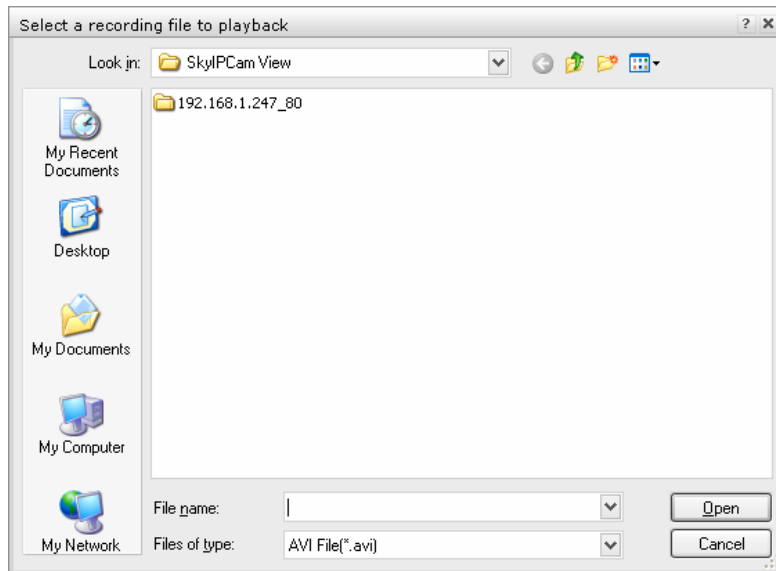 Select a recording file to playback
Look in: SkyIPCam View
192.168.1.247_80
My Recent
Documents
Desktop
My Documents
My Computer
My Network
File name:
Open
Files of type: AVI File(*.avi)
Cancel